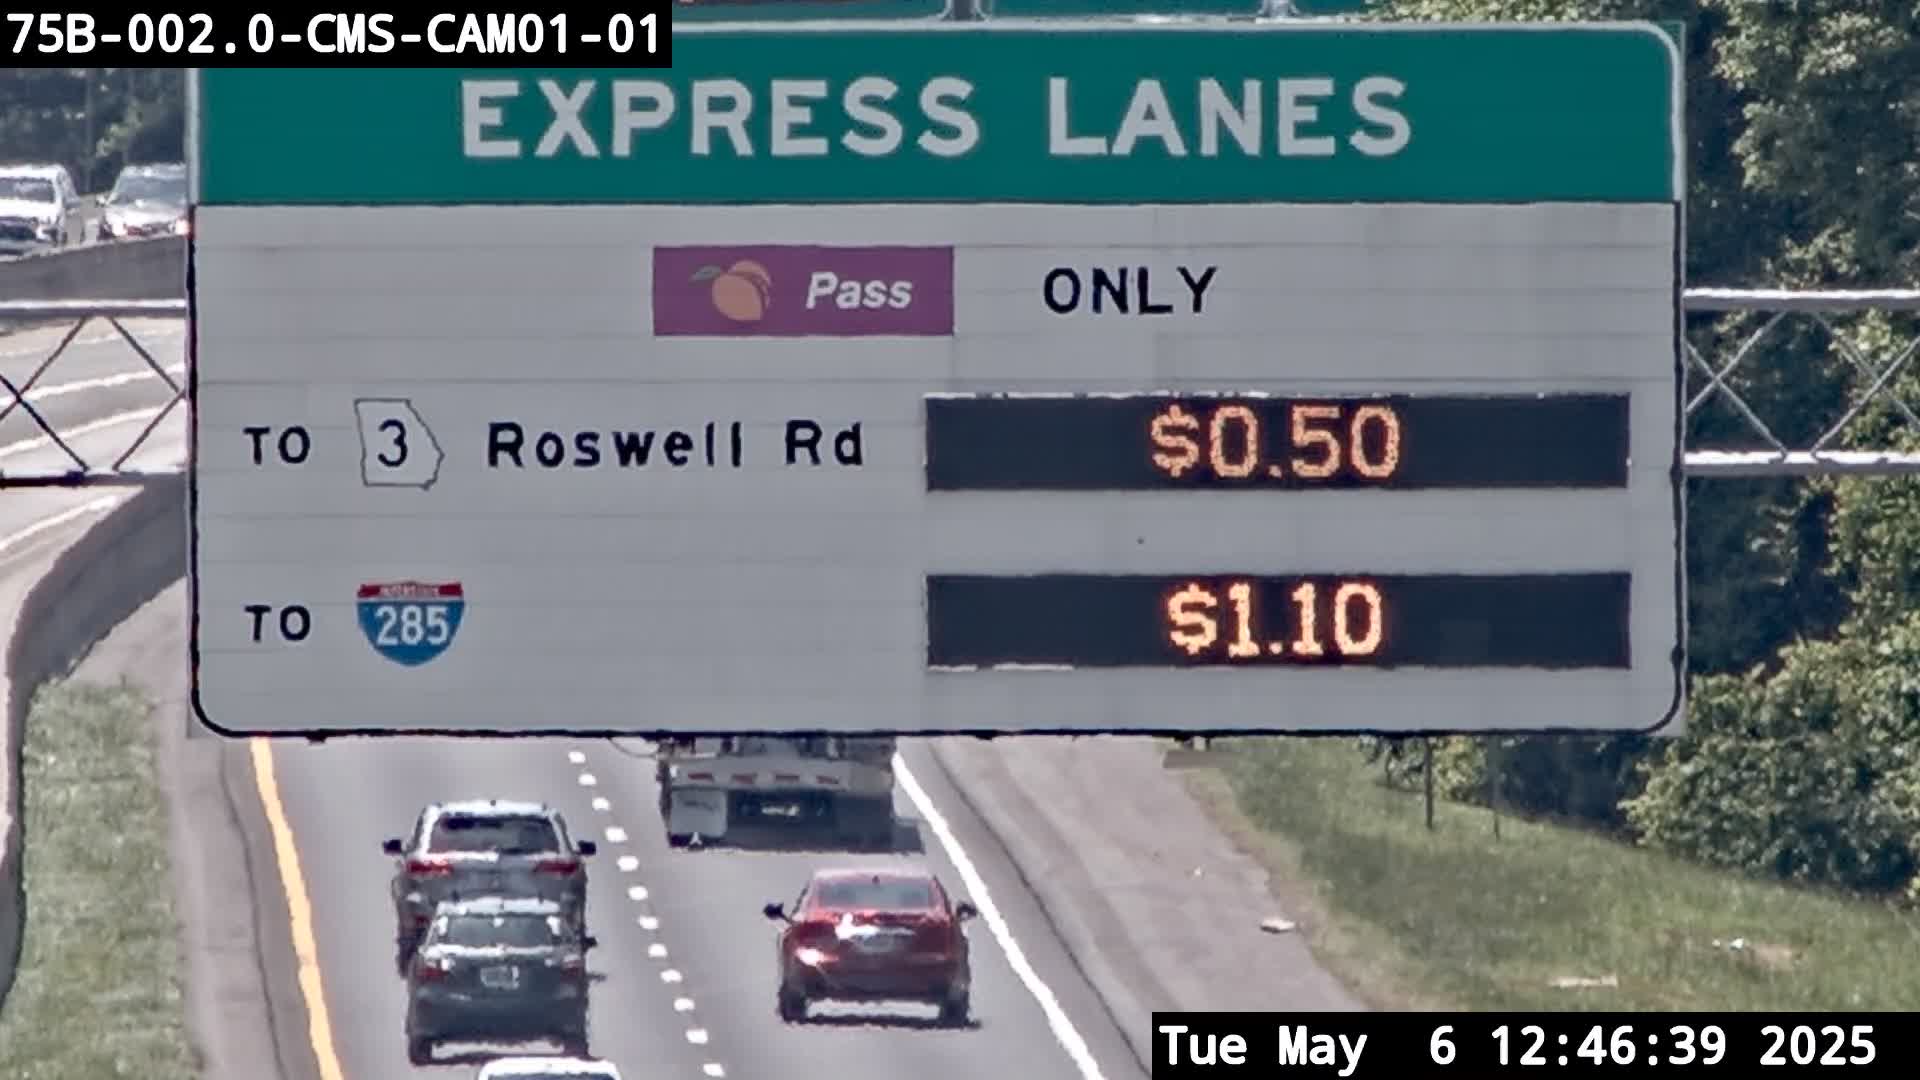 75B-002.0-CMS-CAM01-01
EXPRESS LANES
Pass ONLY
TO 3 Roswell Rd $0.50
INTERSTATE
TO 285 $1.10
Tue May 6 12:46:39 2025